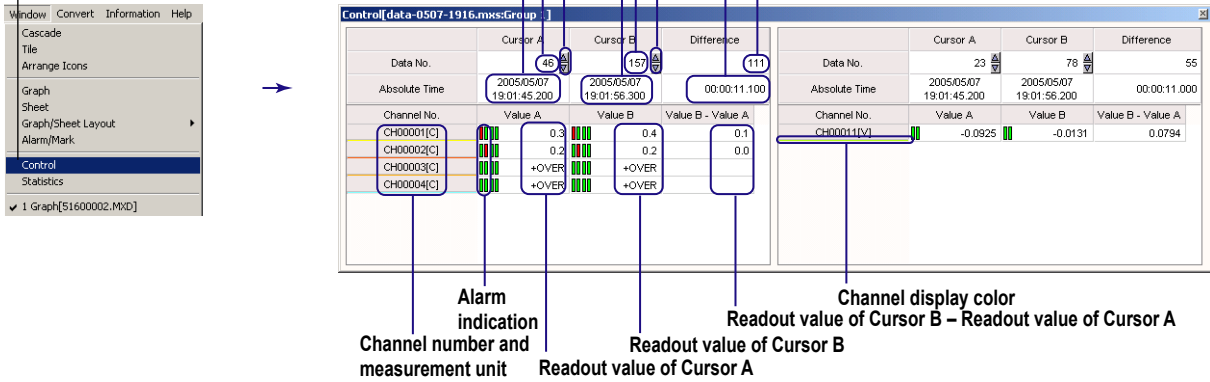 Window Convert Information Help
Cascade
Tile
Arrange Icons
Graph
Sheet
Graph/Sheet Layout
Alarm/Mark
Control
Statistics
1 Graph[51600002.MXD]
Control[data-0507-1916.mxs:Group 1]
Cursor A Cursor B Difference
Data No. 46 157 111
Absolute Time 2005/05/07 19:01:45.200 2005/05/07 19:01:56.300 00:00:11.100
Channel No. Value A Value B Value B - Value A
CH00001[C] 0.3 0.4 0.1
CH00002[C] 0.2 0.2 0.0
CH00003[C] +OVER +OVER
CH00004[C] +OVER +OVER
Cursor A Cursor B Difference
Data No. 23 78 55
Absolute Time 2005/05/07 19:01:45.200 2005/05/07 19:01:56.200 00:00:11.000
Channel No. Value A Value B Value B - Value A
CH00011[V] -0.0925 -0.0131 0.0794
Alarm
indication
Channel display color
Readout value of Cursor B – Readout value of Cursor A
Channel number and
measurement unit
Readout value of Cursor B
Readout value of Cursor A